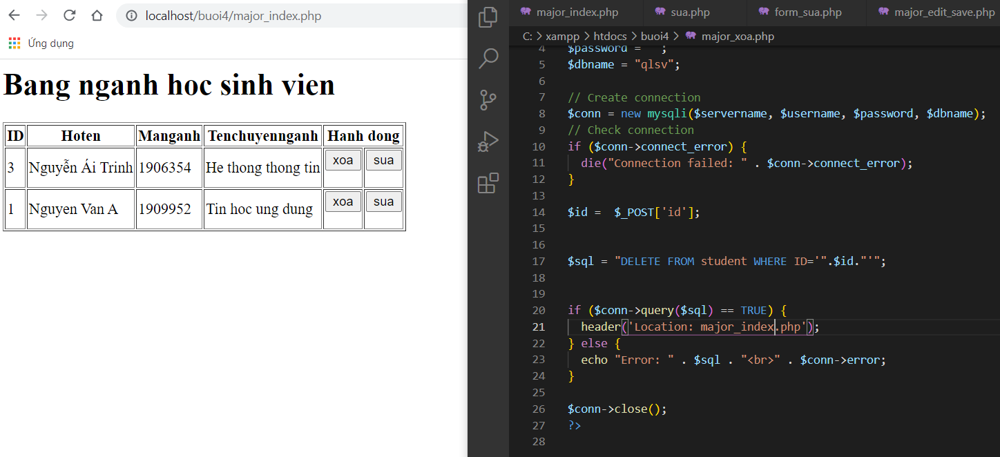 localhost/buoi4/major_index.php
Ứng dụng
Bang nganh hoc sinh vien
ID Hoten Manganh Tenchuyennganh Hanh dong
3 Nguyễn Ái Trinh 1906354 He thong thong tin xoa sua
1 Nguyen Van A 1909952 Tin hoc ung dung xoa sua
major_index.php sua.php form_sua.php major_edit_save.php
C: > xampp > htdocs > buoi4 > major_xoa.php
4 $password = "";
5 $dbname = "qlsv";
6
7 // Create connection
8 $conn = new mysqli($servername, $username, $password, $dbname);
9 // Check connection
10 if ($conn->connect_error) {
11 die("Connection failed: " . $conn->connect_error);
12 }
13
14 $id =  $_POST['id'];
15
16
17 $sql = "DELETE FROM student WHERE ID='".$id."'";
18
19
20 if ($conn->query($sql) == TRUE) {
21 header('Location: major_index.php');
22 } else {
23 echo "Error: " . $sql . "<br>" . $conn->error;
24 }
25
26 $conn->close();
27 ?>
28